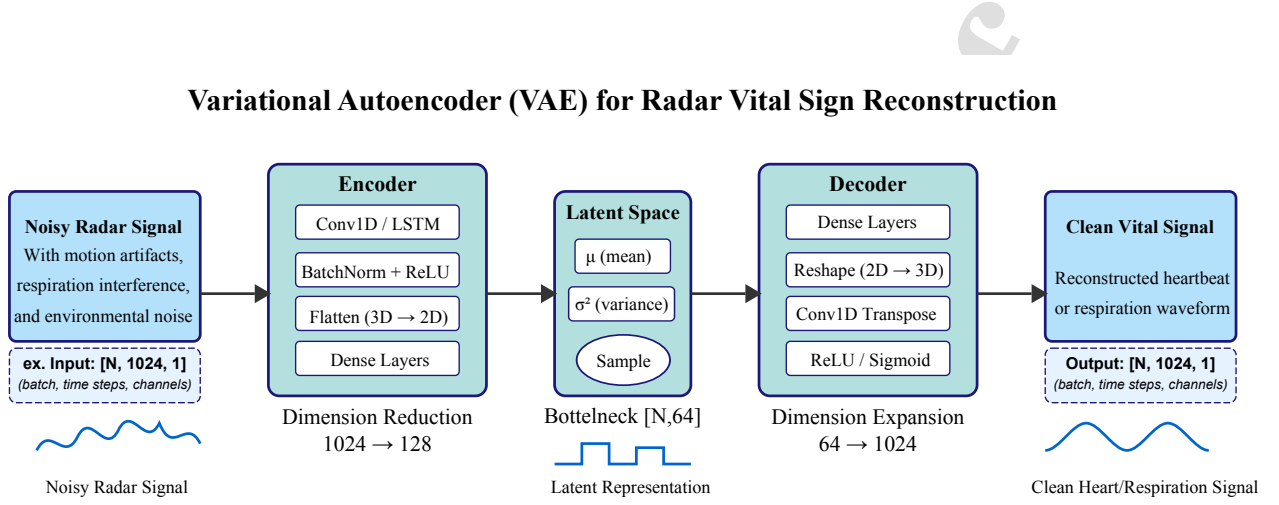 Variational Autoencoder (VAE) for Radar Vital Sign Reconstruction
Noisy Radar Signal
With motion artifacts,
respiration interference,
and environmental noise
ex. Input: [N, 1024, 1]
(batch, time steps, channels)
Noisy Radar Signal
Encoder
Conv1D / LSTM
BatchNorm + ReLU
Flatten (3D → 2D)
Dense Layers
Dimension Reduction
1024 → 128
Latent Space
μ (mean)
σ² (variance)
Sample
Bottelneck [N,64]
Latent Representation
Decoder
Dense Layers
Reshape (2D → 3D)
Conv1D Transpose
ReLU / Sigmoid
Dimension Expansion
64 → 1024
Clean Vital Signal
Reconstructed heartbeat
or respiration waveform
Output: [N, 1024, 1]
(batch, time steps, channels)
Clean Heart/Respiration Signal